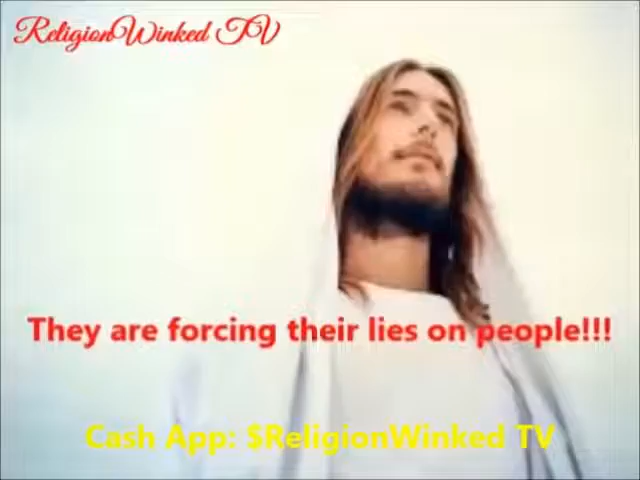 ReligionWinked TV
They are forcing their lies on people!!!
Cash App: $ReligionWinked TV